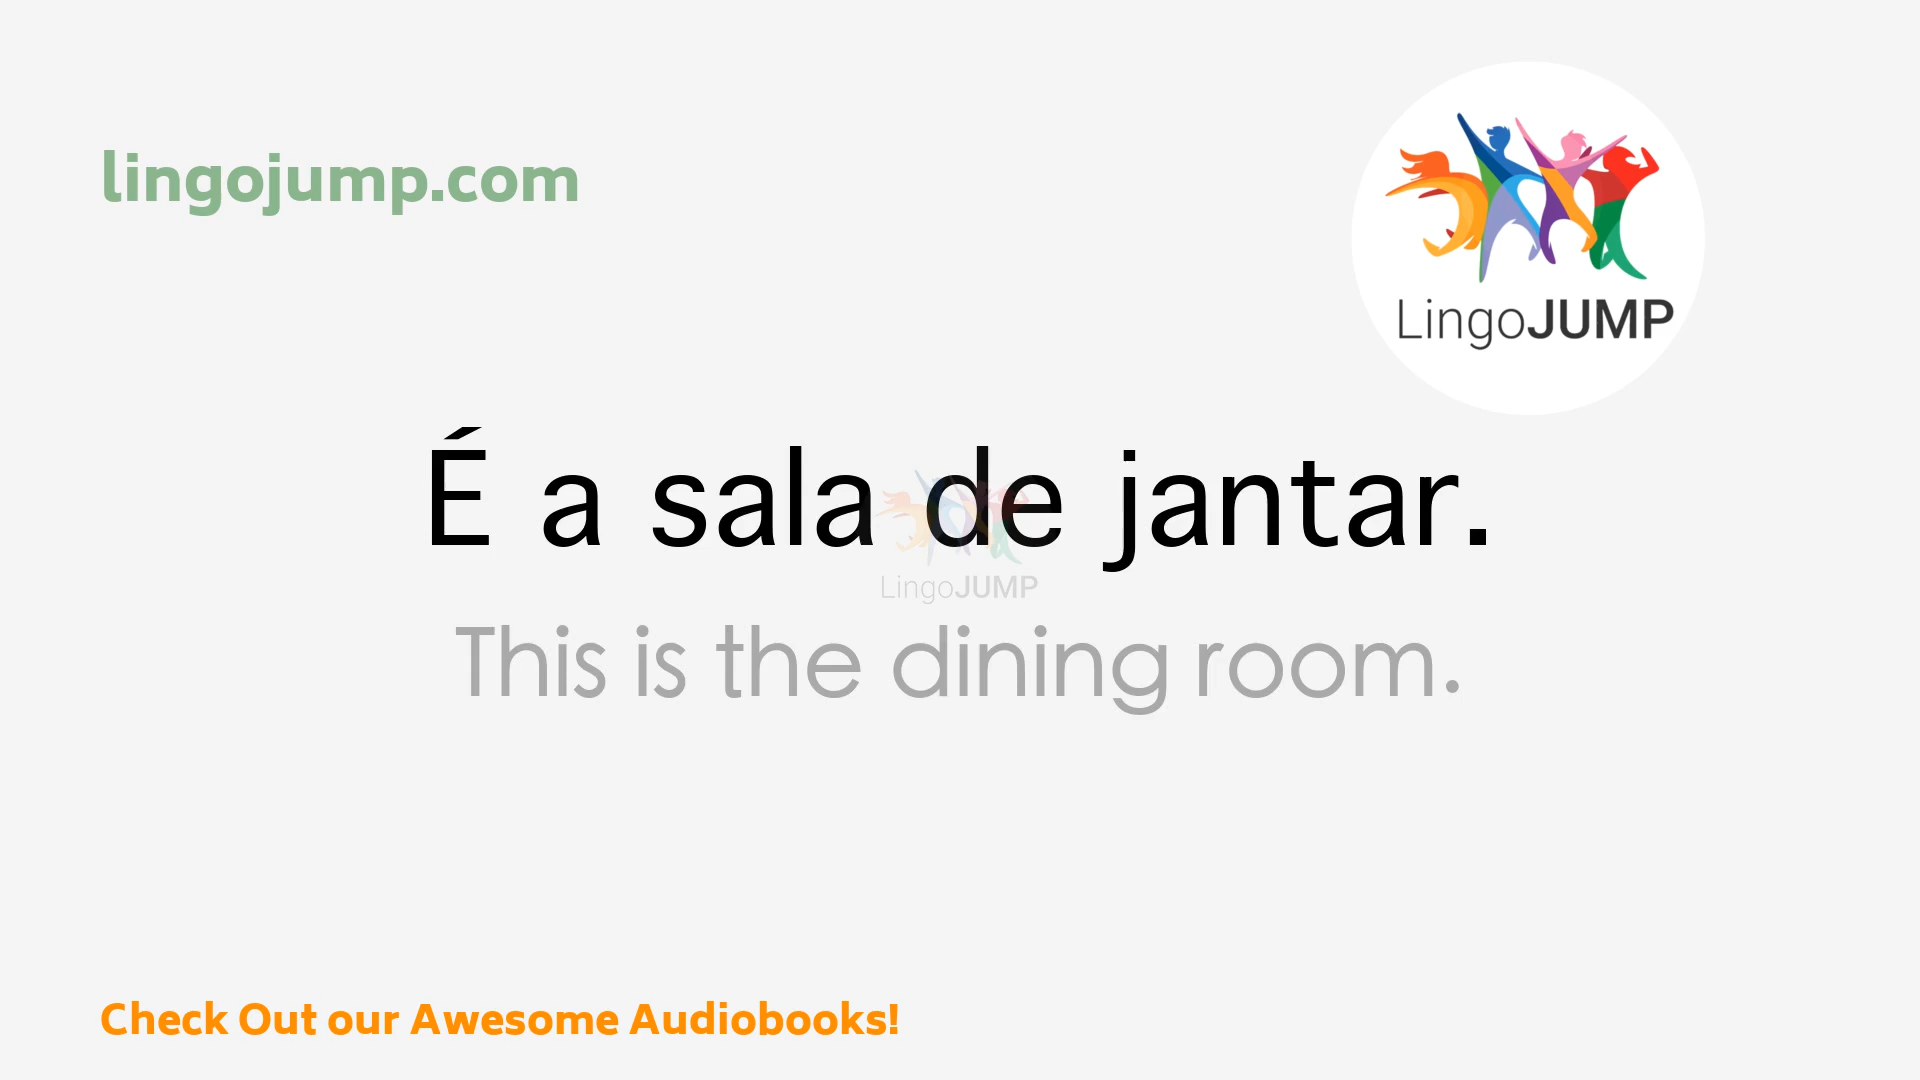 lingojump.com
LingoJUMP
É a sala de jantar.
LingoJUMP
This is the dining room.
Check Out our Awesome Audiobooks!